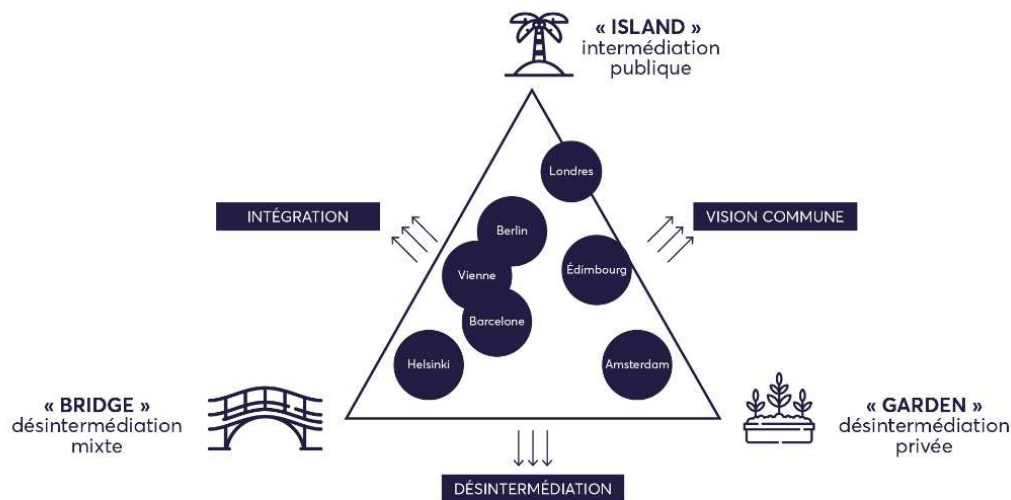 « ISLAND »
intermédiation
publique
Londres
INTÉGRATION
VISION COMMUNE
Berlin
Vienne
Édimbourg
Barcelone
Helsinki
Amsterdam
« BRIDGE »
désintermédiation
mixte
« GARDEN »
désintermédiation
privée
DÉSINTERMÉDIATION